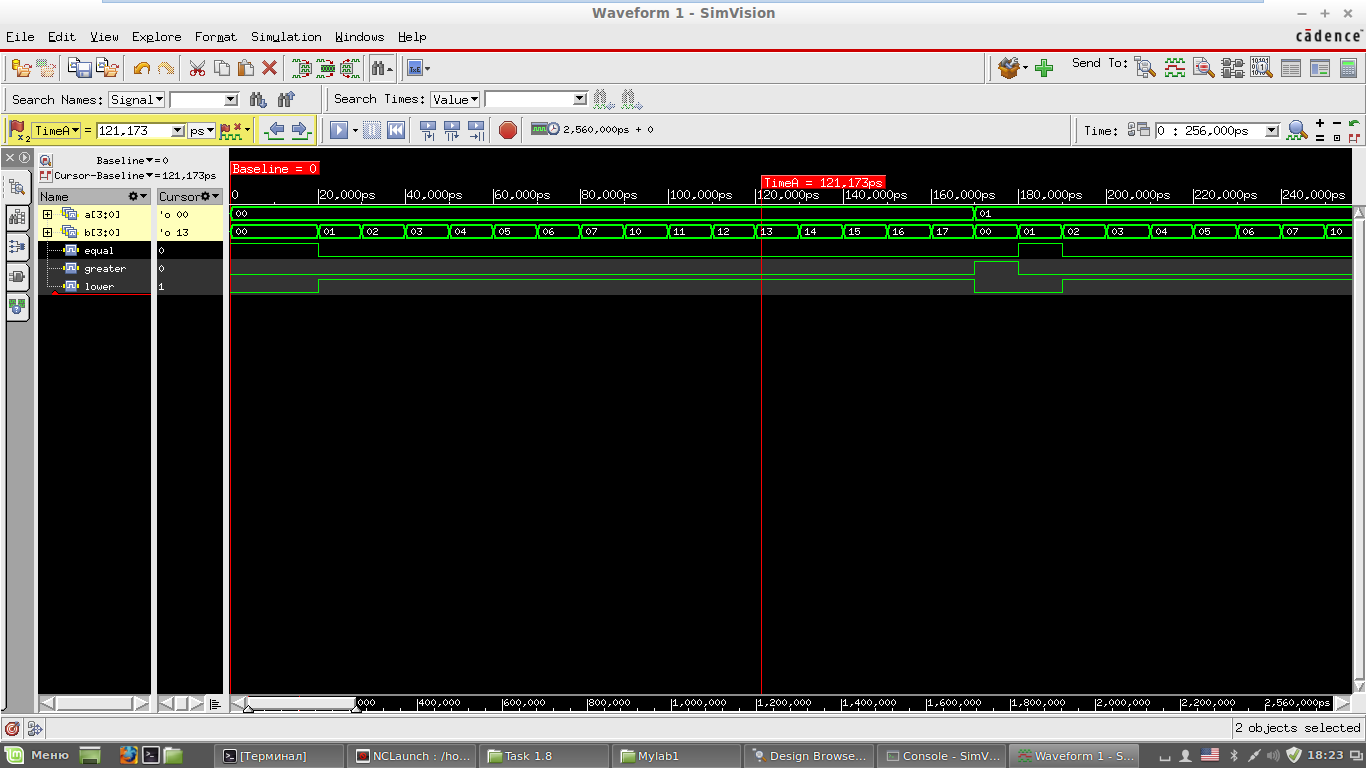 Waveform 1 - SimVision
File Edit View Explore Format Simulation Windows Help
cādence
Send To:
Search Names: Signal
Search Times: Value
x2 TimeA = 121,173 ps
2,560,000ps + 0
Time: 0 : 256,000ps
Baseline = 0
Cursor-Baseline = 121,173ps
Baseline = 0
TimeA = 121,173ps
Name Cursor
0 20,000ps 40,000ps 60,000ps 80,000ps 100,000ps 120,000ps 140,000ps 160,000ps 180,000ps 200,000ps 220,000ps 240,000ps
a[3:0] 'o 00 00 01
b[3:0] 'o 13 00 01 02 03 04 05 06 07 10 11 12 13 14 15 16 17 00 01 02 03 04 05 06 07 10
equal 0
greater 0
lower 1
000 400,000 600,000 800,000 1,000,000 1,200,000 1,400,000 1,600,000 1,800,000 2,000,000 2,200,000 2,560,000ps
2 objects selected
Меню [Терминал] NCLaunch : /ho... Task 1.8 Mylab1 Design Browse... Console - SimV... Waveform 1 - S... 18:23